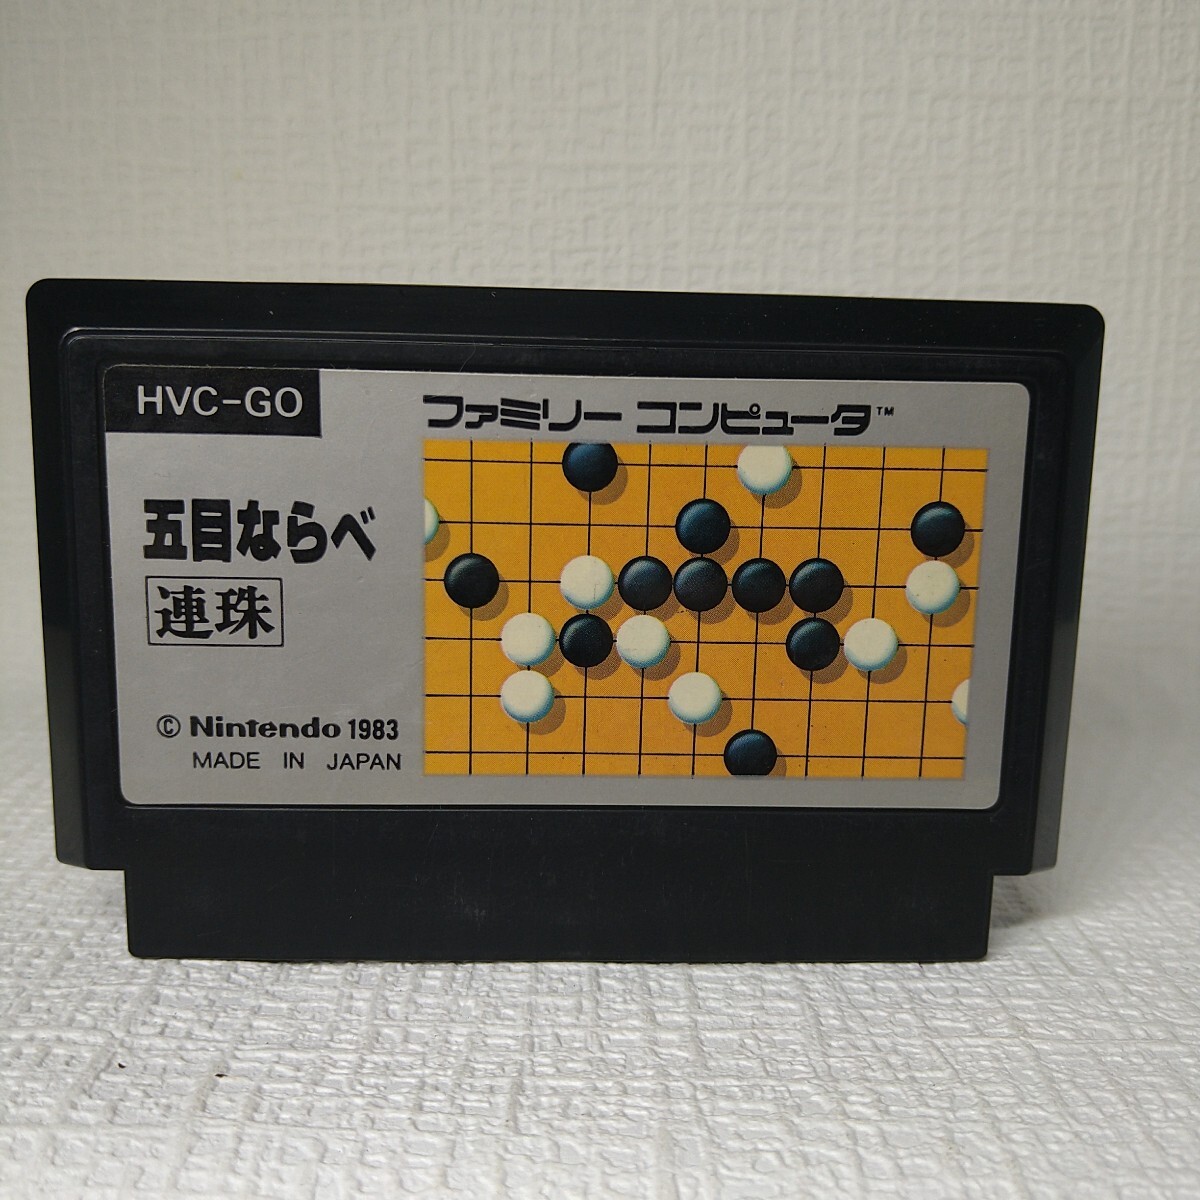 HVC-GO
ファミリー コンピュータ™
五目ならべ
連珠
© Nintendo 1983
MADE IN JAPAN